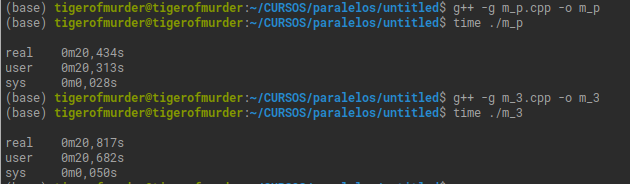 (base) tigerofmurder@tigerofmurder:~/CURSOS/paralelos/untitled$ g++ -g m_p.cpp -o m_p
(base) tigerofmurder@tigerofmurder:~/CURSOS/paralelos/untitled$ time ./m_p
real 0m20,434s
user 0m20,313s
sys 0m0,028s
(base) tigerofmurder@tigerofmurder:~/CURSOS/paralelos/untitled$ g++ -g m_3.cpp -o m_3
(base) tigerofmurder@tigerofmurder:~/CURSOS/paralelos/untitled$ time ./m_3
real 0m20,817s
user 0m20,682s
sys 0m0,050s